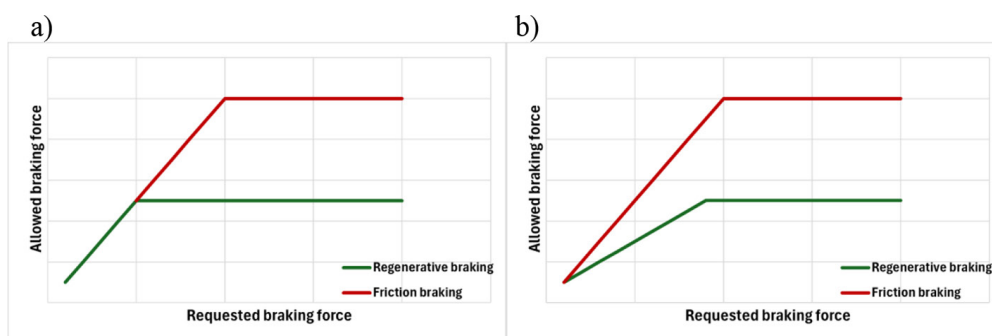 a)
Allowed braking force
Regenerative braking
Friction braking
Requested braking force
b)
Allowed braking force
Regenerative braking
Friction braking
Requested braking force